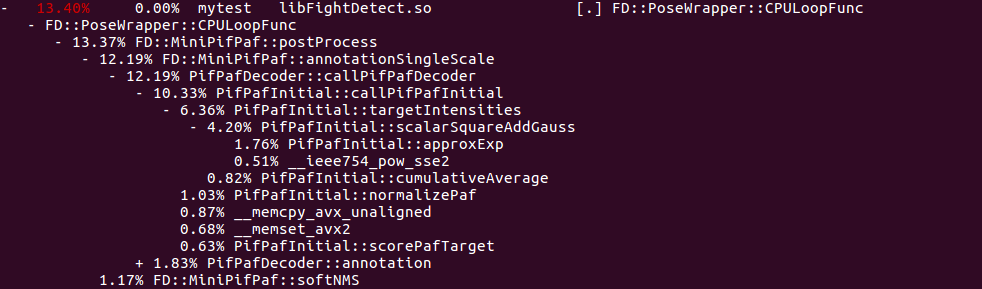 - 13.40% 0.00% mytest libFightDetect.so [.] FD::PoseWrapper::CPULoopFunc
- FD::PoseWrapper::CPULoopFunc
- 13.37% FD::MiniPifPaf::postProcess
- 12.19% FD::MiniPifPaf::annotationSingleScale
- 12.19% PifPafDecoder::callPifPafDecoder
- 10.33% PifPafInitial::callPifPafInitial
- 6.36% PifPafInitial::targetIntensities
- 4.20% PifPafInitial::scalarSquareAddGauss
1.76% PifPafInitial::approxExp
0.51% __ieee754_pow_sse2
0.82% PifPafInitial::cumulativeAverage
1.03% PifPafInitial::normalizePaf
0.87% __memcpy_avx_unaligned
0.68% __memset_avx2
0.63% PifPafInitial::scorePafTarget
+ 1.83% PifPafDecoder::annotation
1.17% FD::MiniPifPaf::softNMS